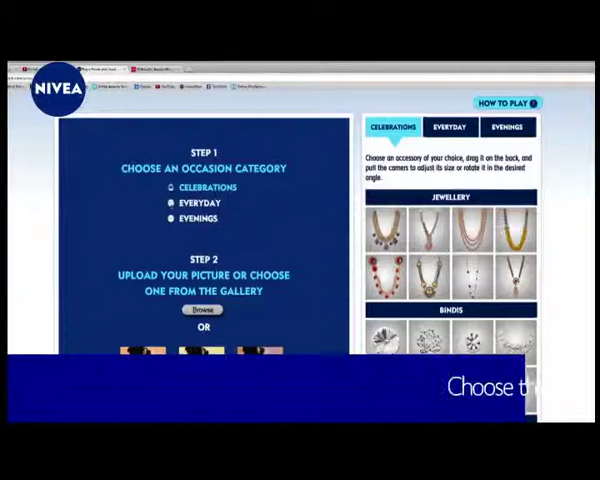 NIVEA
HOW TO PLAY
STEP 1
CHOOSE AN OCCASION CATEGORY
CELEBRATIONS
EVERYDAY
EVENINGS
STEP 2
UPLOAD YOUR PICTURE OR CHOOSE
ONE FROM THE GALLERY
Browse
OR
CELEBRATIONS
EVERYDAY
EVENINGS
Choose an accessory of your choice, drag it on the back, and
pull the corners to adjust its size or rotate it in the desired
angle.
JEWELLERY
BINDIS
Choose